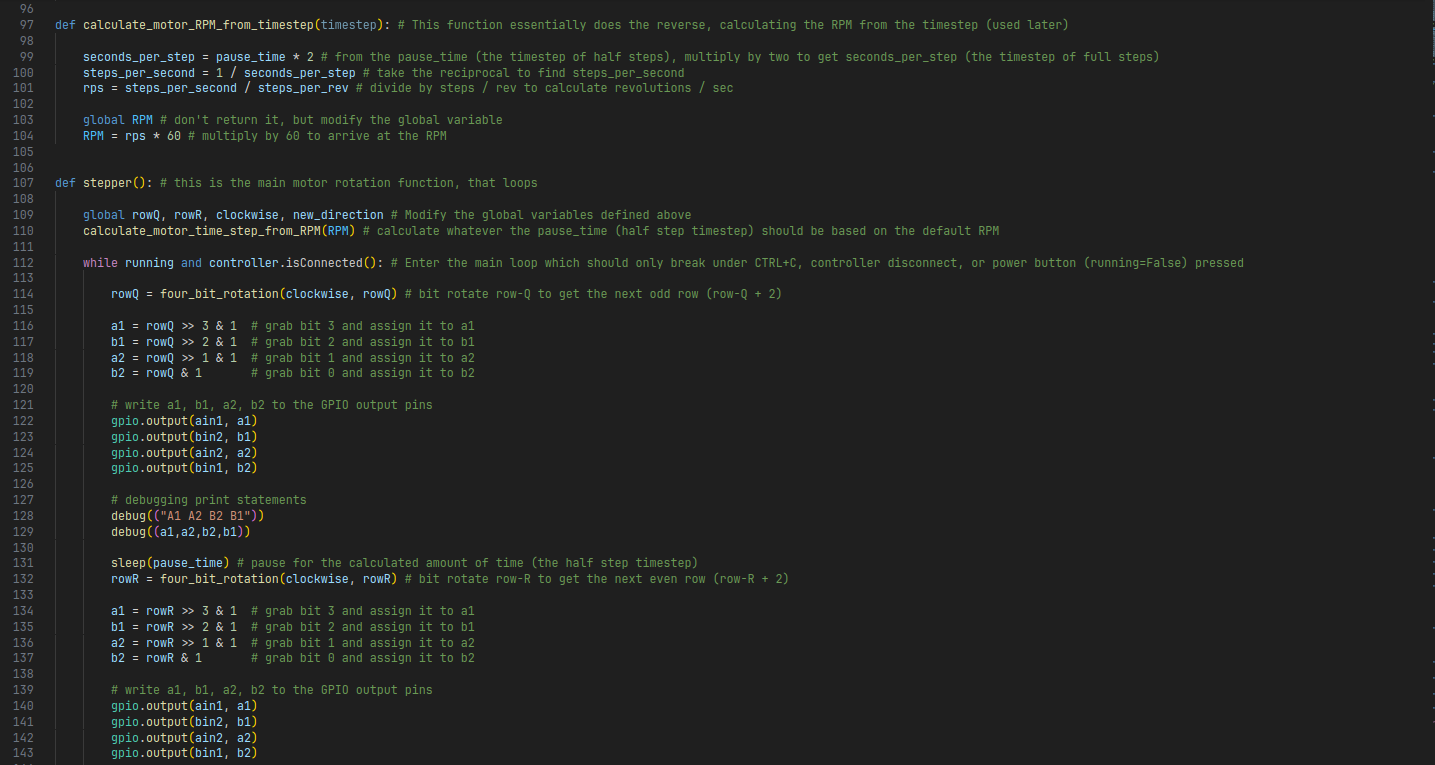 96
97 def calculate_motor_RPM_from_timestep(timestep): # This function essentially does the reverse, calculating the RPM from the timestep (used later)
98
99 seconds_per_step = pause_time * 2 # from the pause_time (the timestep of half steps), multiply by two to get seconds_per_step (the timestep of full steps)
100 steps_per_second = 1 / seconds_per_step # take the reciprocal to find steps_per_second
101 rps = steps_per_second / steps_per_rev # divide by steps / rev to calculate revolutions / sec
102
103 global RPM # don't return it, but modify the global variable
104 RPM = rps * 60 # multiply by 60 to arrive at the RPM
105
106
107 def stepper(): # this is the main motor rotation function, that loops
108
109 global rowQ, rowR, clockwise, new_direction # Modify the global variables defined above
110 calculate_motor_time_step_from_RPM(RPM) # calculate whatever the pause_time (half step timestep) should be based on the default RPM
111
112 while running and controller.isConnected(): # Enter the main loop which should only break under CTRL+C, controller disconnect, or power button (running=False) pressed
113
114 rowQ = four_bit_rotation(clockwise, rowQ) # bit rotate row-Q to get the next odd row (row-Q + 2)
115
116 a1 = rowQ >> 3 & 1 # grab bit 3 and assign it to a1
117 b1 = rowQ >> 2 & 1 # grab bit 2 and assign it to b1
118 a2 = rowQ >> 1 & 1 # grab bit 1 and assign it to a2
119 b2 = rowQ & 1 # grab bit 0 and assign it to b2
120
121 # write a1, b1, a2, b2 to the GPIO output pins
122 gpio.output(ain1, a1)
123 gpio.output(bin2, b1)
124 gpio.output(ain2, a2)
125 gpio.output(bin1, b2)
126
127 # debugging print statements
128 debug(("A1 A2 B2 B1"))
129 debug((a1,a2,b2,b1))
130
131 sleep(pause_time) # pause for the calculated amount of time (the half step timestep)
132 rowR = four_bit_rotation(clockwise, rowR) # bit rotate row-R to get the next even row (row-R + 2)
133
134 a1 = rowR >> 3 & 1 # grab bit 3 and assign it to a1
135 b1 = rowR >> 2 & 1 # grab bit 2 and assign it to b1
136 a2 = rowR >> 1 & 1 # grab bit 1 and assign it to a2
137 b2 = rowR & 1 # grab bit 0 and assign it to b2
138
139 # write a1, b1, a2, b2 to the GPIO output pins
140 gpio.output(ain1, a1)
141 gpio.output(bin2, b1)
142 gpio.output(ain2, a2)
143 gpio.output(bin1, b2)